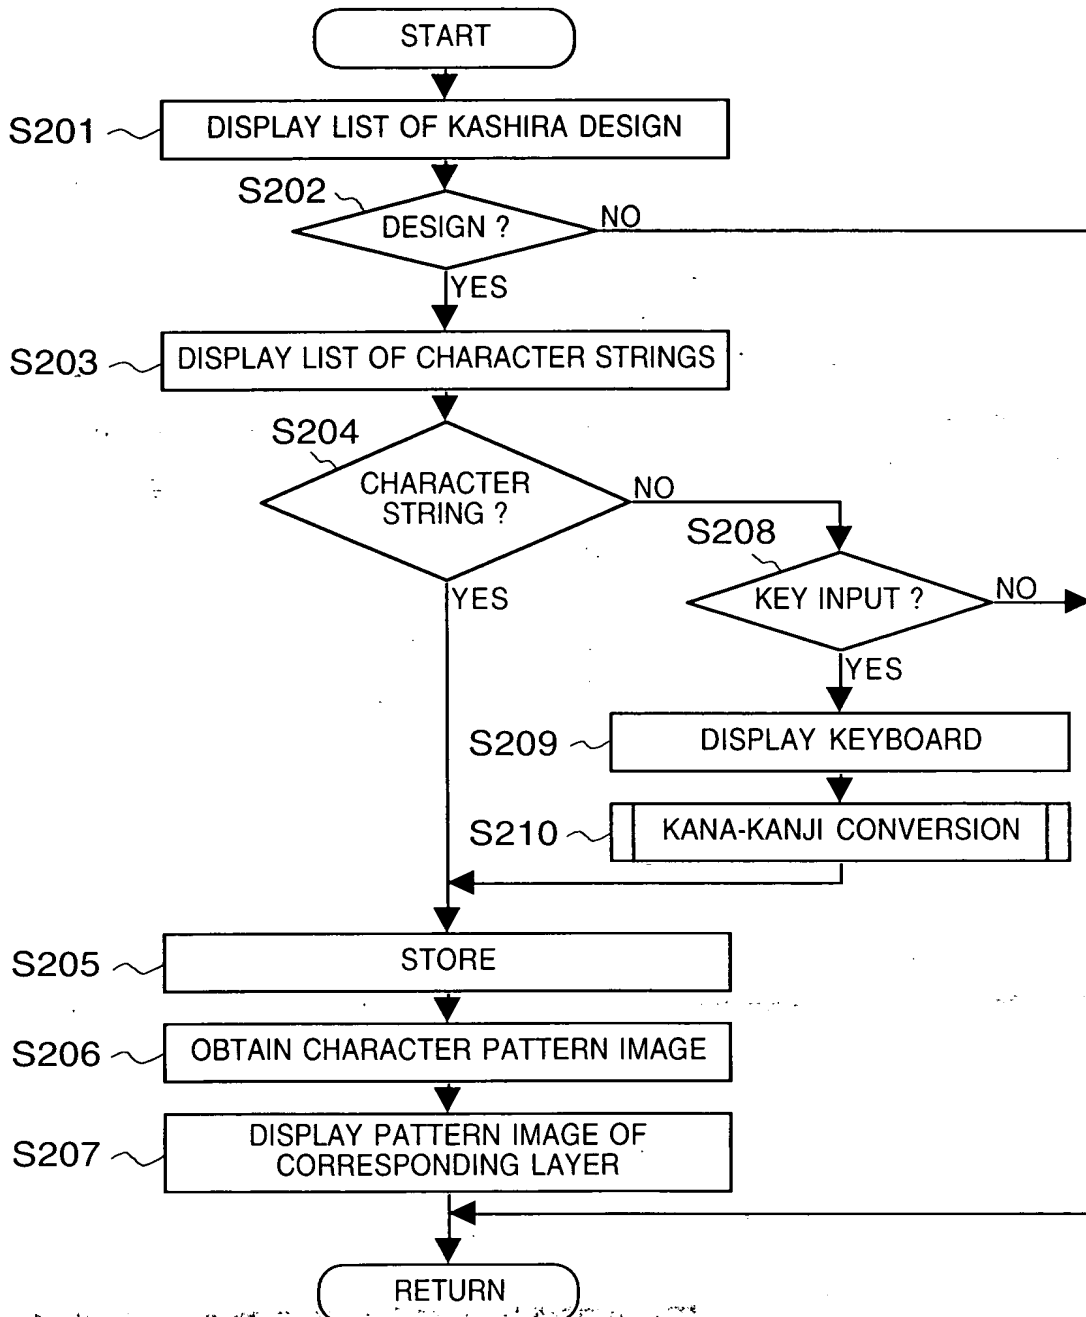 START
S201
DISPLAY LIST OF KASHIRA DESIGN
S202
DESIGN ?
NO
YES
S203
DISPLAY LIST OF CHARACTER STRINGS
S204
CHARACTER
STRING ?
NO
YES
S208
KEY INPUT ?
NO
YES
S209
DISPLAY KEYBOARD
S210
KANA-KANJI CONVERSION
S205
STORE
S206
OBTAIN CHARACTER PATTERN IMAGE
S207
DISPLAY PATTERN IMAGE OF
CORRESPONDING LAYER
RETURN